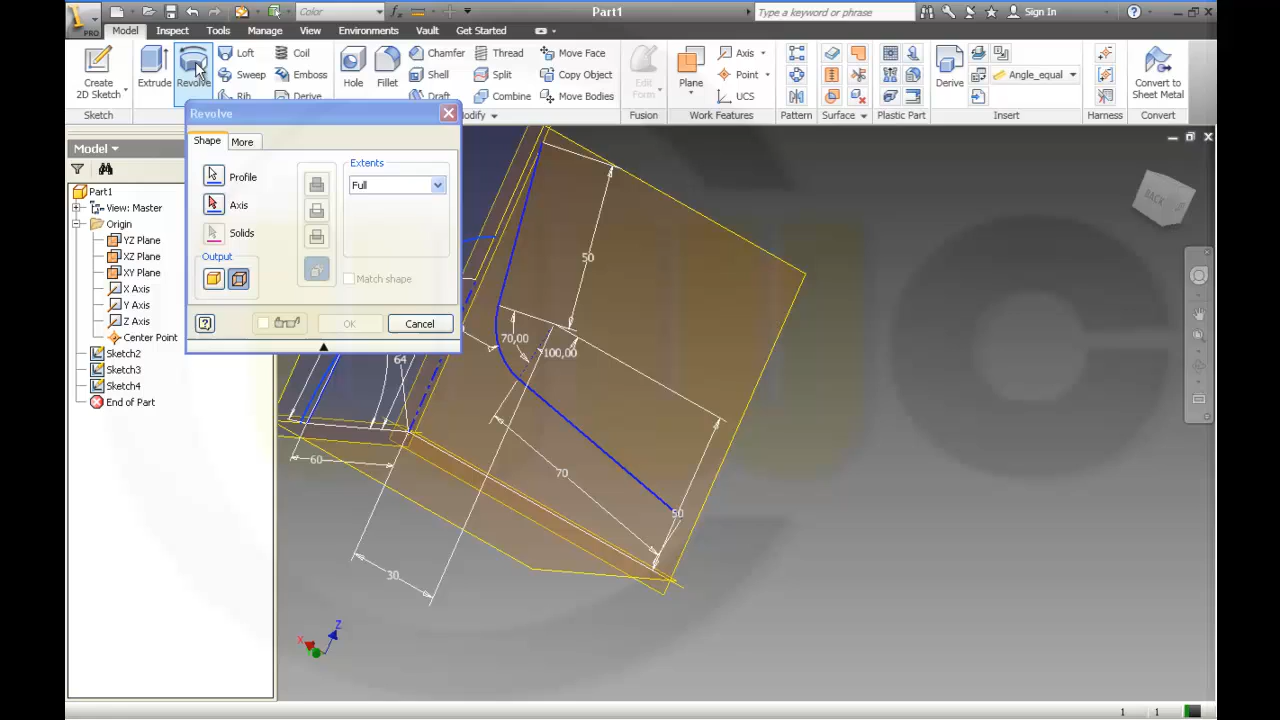 Color
Part1
Type a keyword or phrase
Sign In
PRO
Model Inspect Tools Manage View Environments Vault Get Started
Create
2D Sketch
Extrude
Revolve
Loft
Sweep
Rib
Coil
Emboss
Derive
Hole
Fillet
Chamfer
Shell
Draft
Thread
Split
Combine
Move Face
Copy Object
Move Bodies
Edit
Form
Plane
Axis
Point
UCS
Derive
Angle_equal
Convert to
Sheet Metal
Sketch
Modify
Fusion
Work Features
Pattern
Surface
Plastic Part
Insert
Harness
Convert
Revolve
Shape More
Profile
Axis
Solids
Output
Extents
Full
Match shape
OK
Cancel
Model
Part1
View: Master
Origin
YZ Plane
XZ Plane
XY Plane
X Axis
Y Axis
Z Axis
Center Point
Sketch2
Sketch3
Sketch4
End of Part
BACK
50
70,00
100,00
64
70
60
50
30
X
Z
1 1